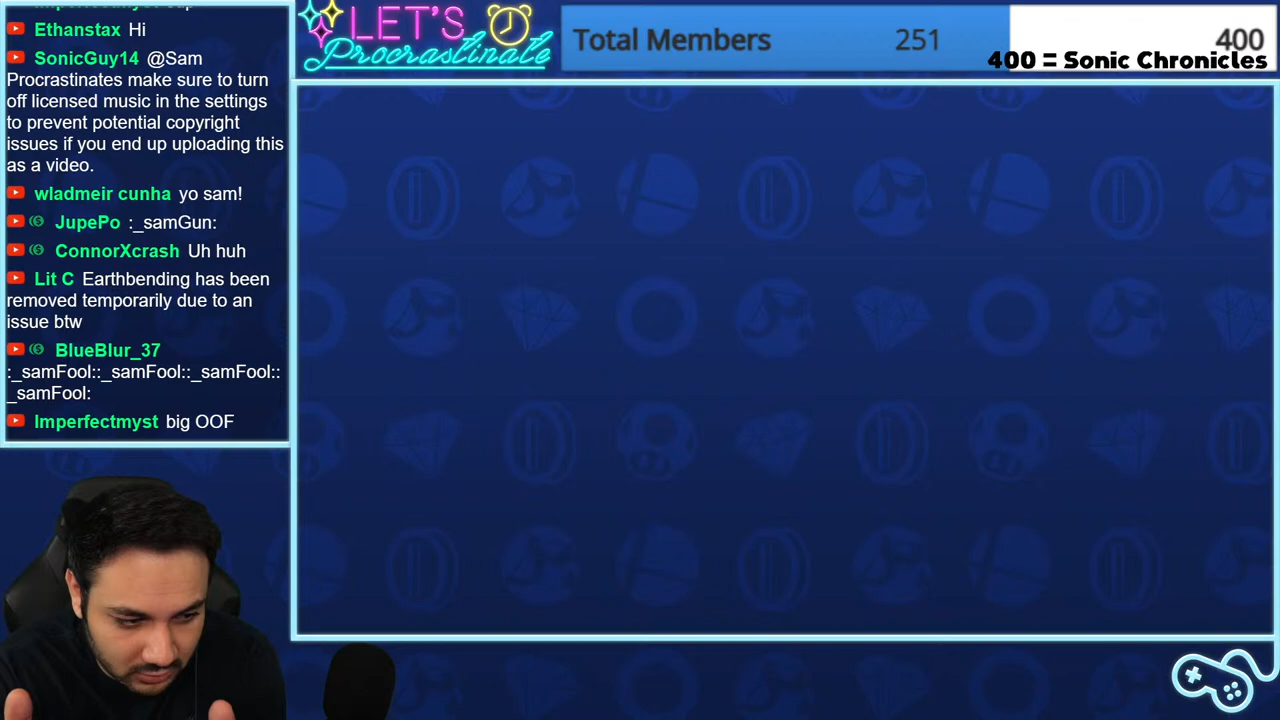 Ethanstax Hi
SonicGuy14 @Sam
Procrastinates make sure to turn
off licensed music in the settings
to prevent potential copyright
issues if you end up uploading this
as a video.
wladmeir cunha yo sam!
JupePo :_samGun:
ConnorXcrash Uh huh
Lit C Earthbending has been
removed temporarily due to an
issue btw
BlueBlur_37
:_samFool::_samFool::_samFool::
_samFool:
Imperfectmyst big OOF
LET'S
Procrastinate
Total Members 251 400
400 = Sonic Chronicles